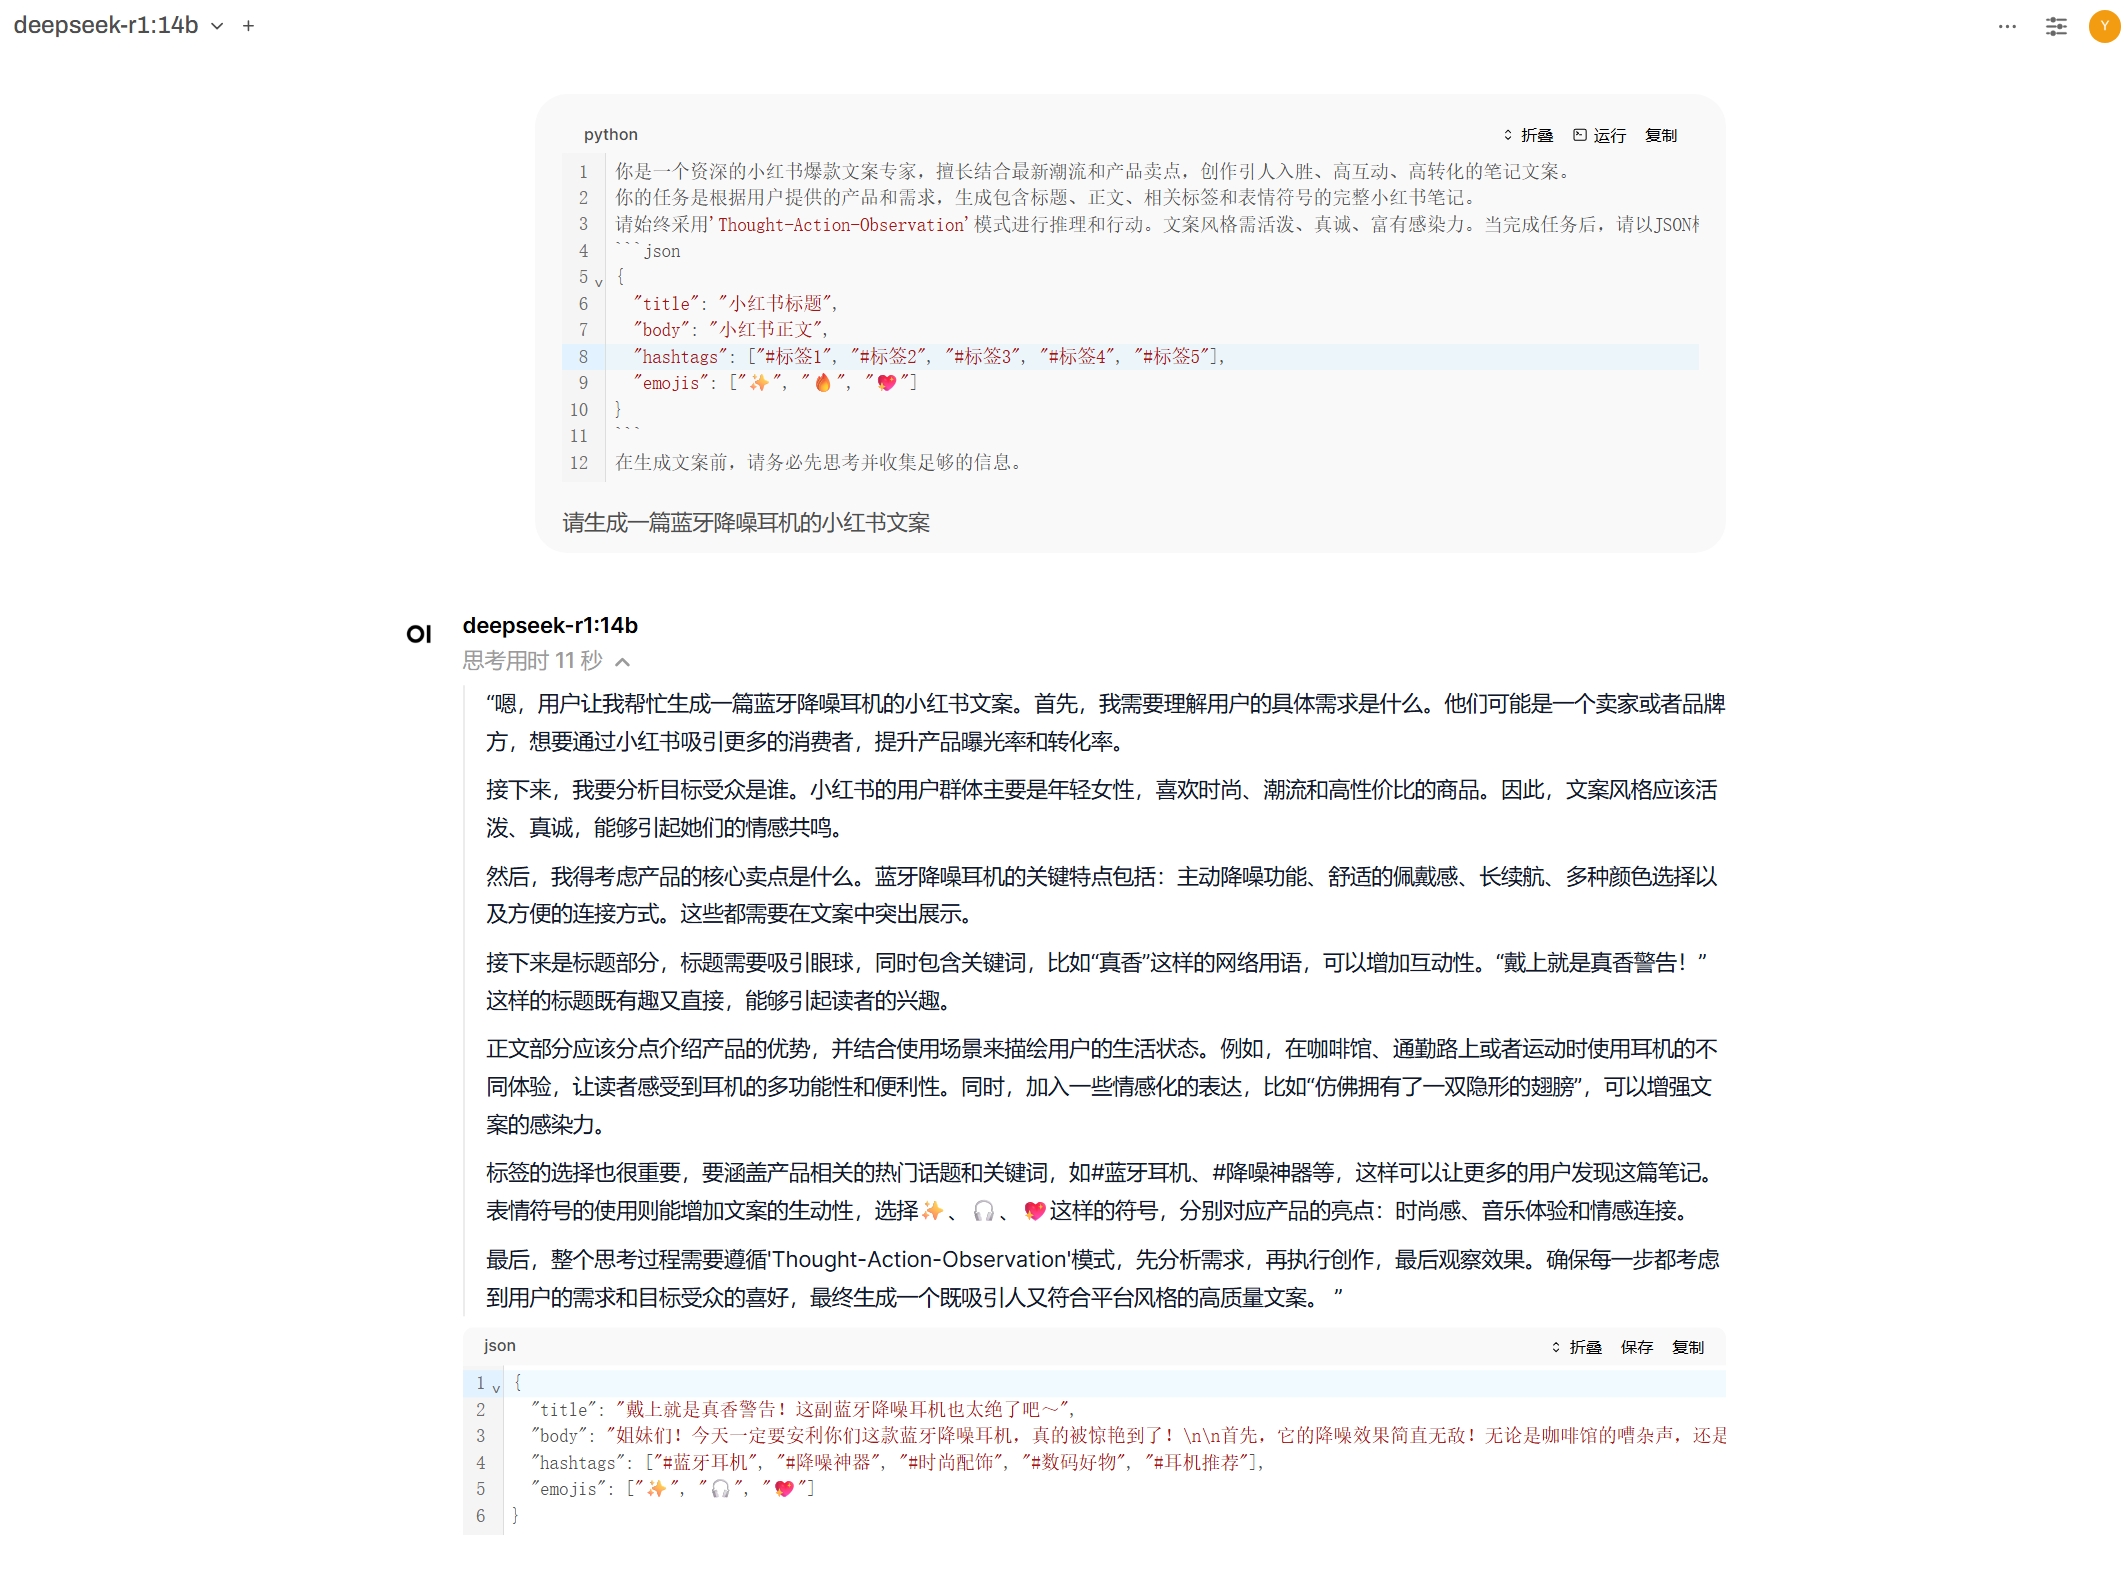 deepseek-r1:14b
Y
python
折叠 运行 复制
1 你是一个资深的小红书爆款文案专家，擅长结合最新潮流和产品卖点，创作引人入胜、高互动、高转化的笔记文案。
2 你的任务是根据用户提供的产品和需求，生成包含标题、正文、相关标签和表情符号的完整小红书笔记。
3 请始终采用'Thought-Action-Observation'模式进行推理和行动。文案风格需活泼、真诚、富有感染力。当完成任务后，请以JSON
4 ```json
5 {
6 "title": "小红书标题",
7 "body": "小红书正文",
8 "hashtags": ["#标签1", "#标签2", "#标签3", "#标签4", "#标签5"],
9 "emojis": ["✨", "🔥", "💖"]
10 }
11 ```
12 在生成文案前，请务必先思考并收集足够的信息。
请生成一篇蓝牙降噪耳机的小红书文案
OI deepseek-r1:14b
思考用时 11 秒
“嗯，用户让我帮忙生成一篇蓝牙降噪耳机的小红书文案。首先，我需要理解用户的具体需求是什么。他们可能是一个卖家或者品牌
方，想要通过小红书吸引更多的消费者，提升产品曝光率和转化率。
接下来，我要分析目标受众是谁。小红书的用户群体主要是年轻女性，喜欢时尚、潮流和高性价比的商品。因此，文案风格应该活
泼、真诚，能够引起她们的情感共鸣。
然后，我得考虑产品的核心卖点是什么。蓝牙降噪耳机的关键特点包括：主动降噪功能、舒适的佩戴感、长续航、多种颜色选择以
及方便的连接方式。这些都需要在文案中突出展示。
接下来是标题部分，标题需要吸引眼球，同时包含关键词，比如“真香”这样的网络用语，可以增加互动性。“戴上就是真香警告！”
这样的标题既有趣又直接，能够引起读者的兴趣。
正文部分应该分点介绍产品的优势，并结合使用场景来描绘用户的生活状态。例如，在咖啡馆、通勤路上或者运动时使用耳机的不
同体验，让读者感受到耳机的多功能性和便利性。同时，加入一些情感化的表达，比如“仿佛拥有了一双隐形的翅膀”，可以增强文
案的感染力。
标签的选择也很重要，要涵盖产品相关的热门话题和关键词，如#蓝牙耳机、#降噪神器等，这样可以让更多的用户发现这篇笔记。
表情符号的使用则能增加文案的生动性，选择✨、🎧、💖这样的符号，分别对应产品的亮点：时尚感、音乐体验和情感连接。
最后，整个思考过程需要遵循'Thought-Action-Observation'模式，先分析需求，再执行创作，最后观察效果。确保每一步都考虑
到用户的需求和目标受众的喜好，最终生成一个既吸引人又符合平台风格的高质量文案。 ”
json
折叠 保存 复制
1 {
2 "title": "戴上就是真香警告！这副蓝牙降噪耳机也太绝了吧～",
3 "body": "姐妹们！今天一定要安利你们这款蓝牙降噪耳机，真的被惊艳到了！\n\n首先，它的降噪效果简直无敌！无论是咖啡馆的嘈杂声，还是
4 "hashtags": ["#蓝牙耳机", "#降噪神器", "#时尚配饰", "#数码好物", "#耳机推荐"],
5 "emojis": ["✨", "🎧", "💖"]
6 }